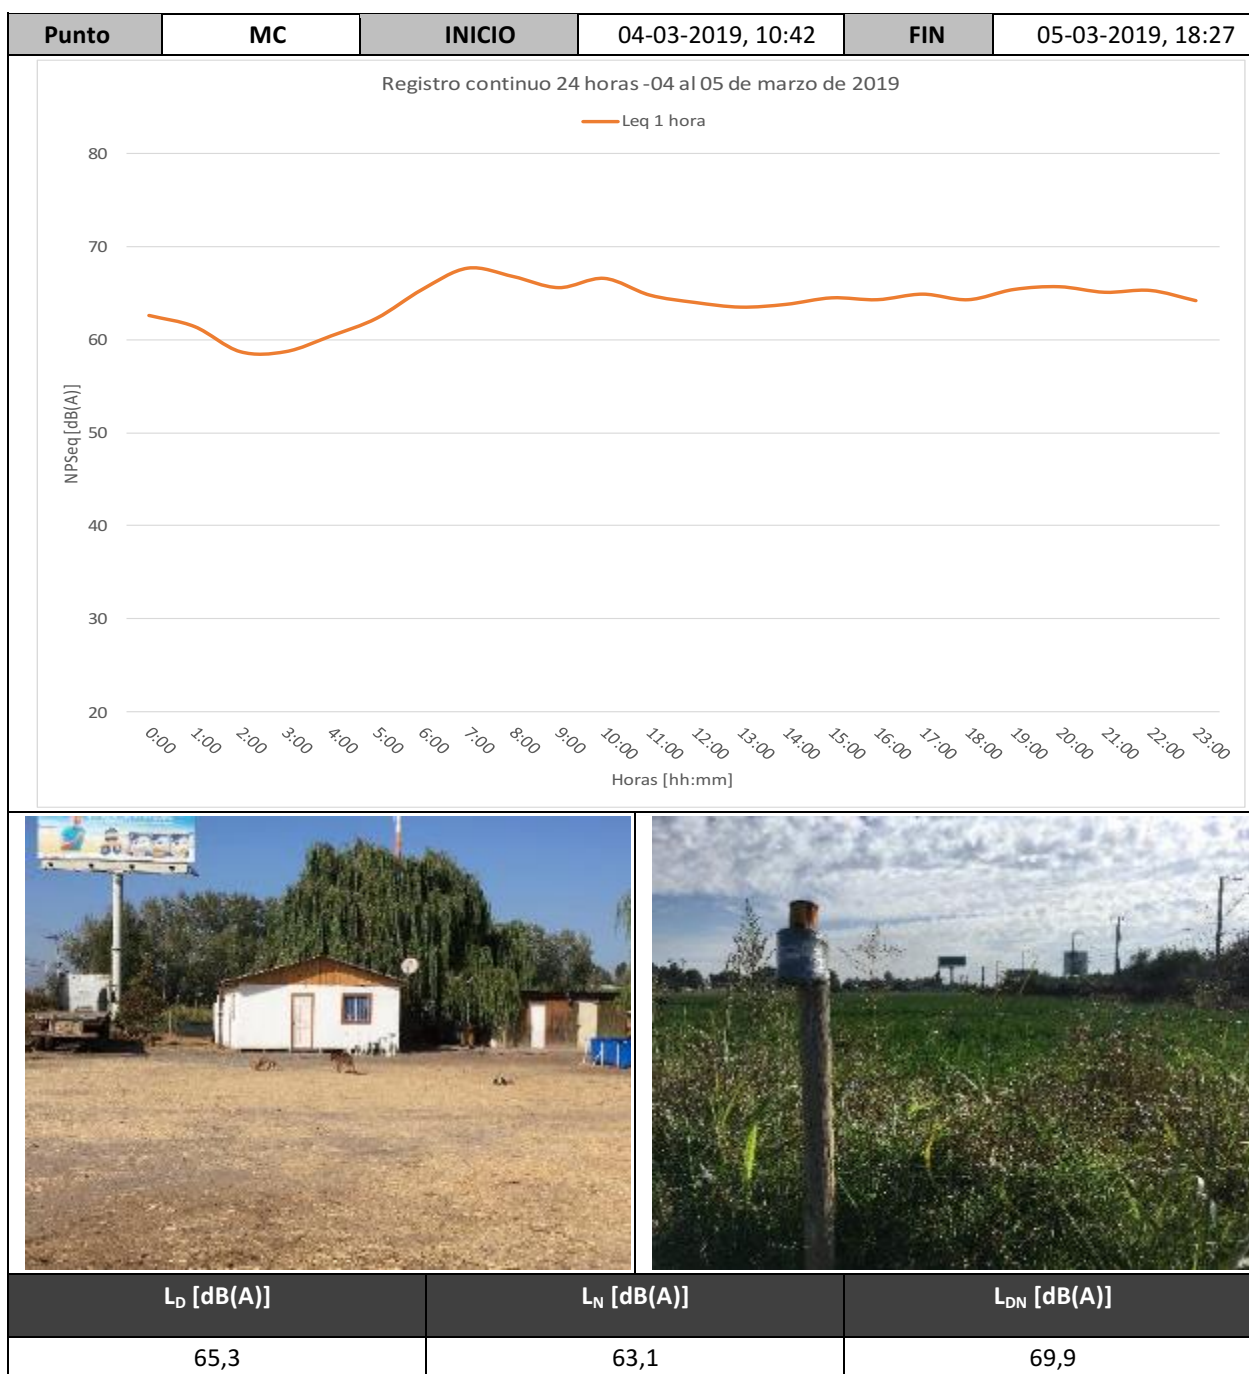 Punto MC INICIO 04-03-2019, 10:42 FIN 05-03-2019, 18:27
Registro continuo 24 horas -04 al 05 de marzo de 2019
Leq 1 hora
80
70
60
50
40
30
20
NPSeq [dB(A)]
0:00 1:00 2:00 3:00 4:00 5:00 6:00 7:00 8:00 9:00 10:00 11:00 12:00 13:00 14:00 15:00 16:00 17:00 18:00 19:00 20:00 21:00 22:00 23:00
Horas [hh:mm]
LD [dB(A)] LN [dB(A)] LDN [dB(A)]
65,3 63,1 69,9